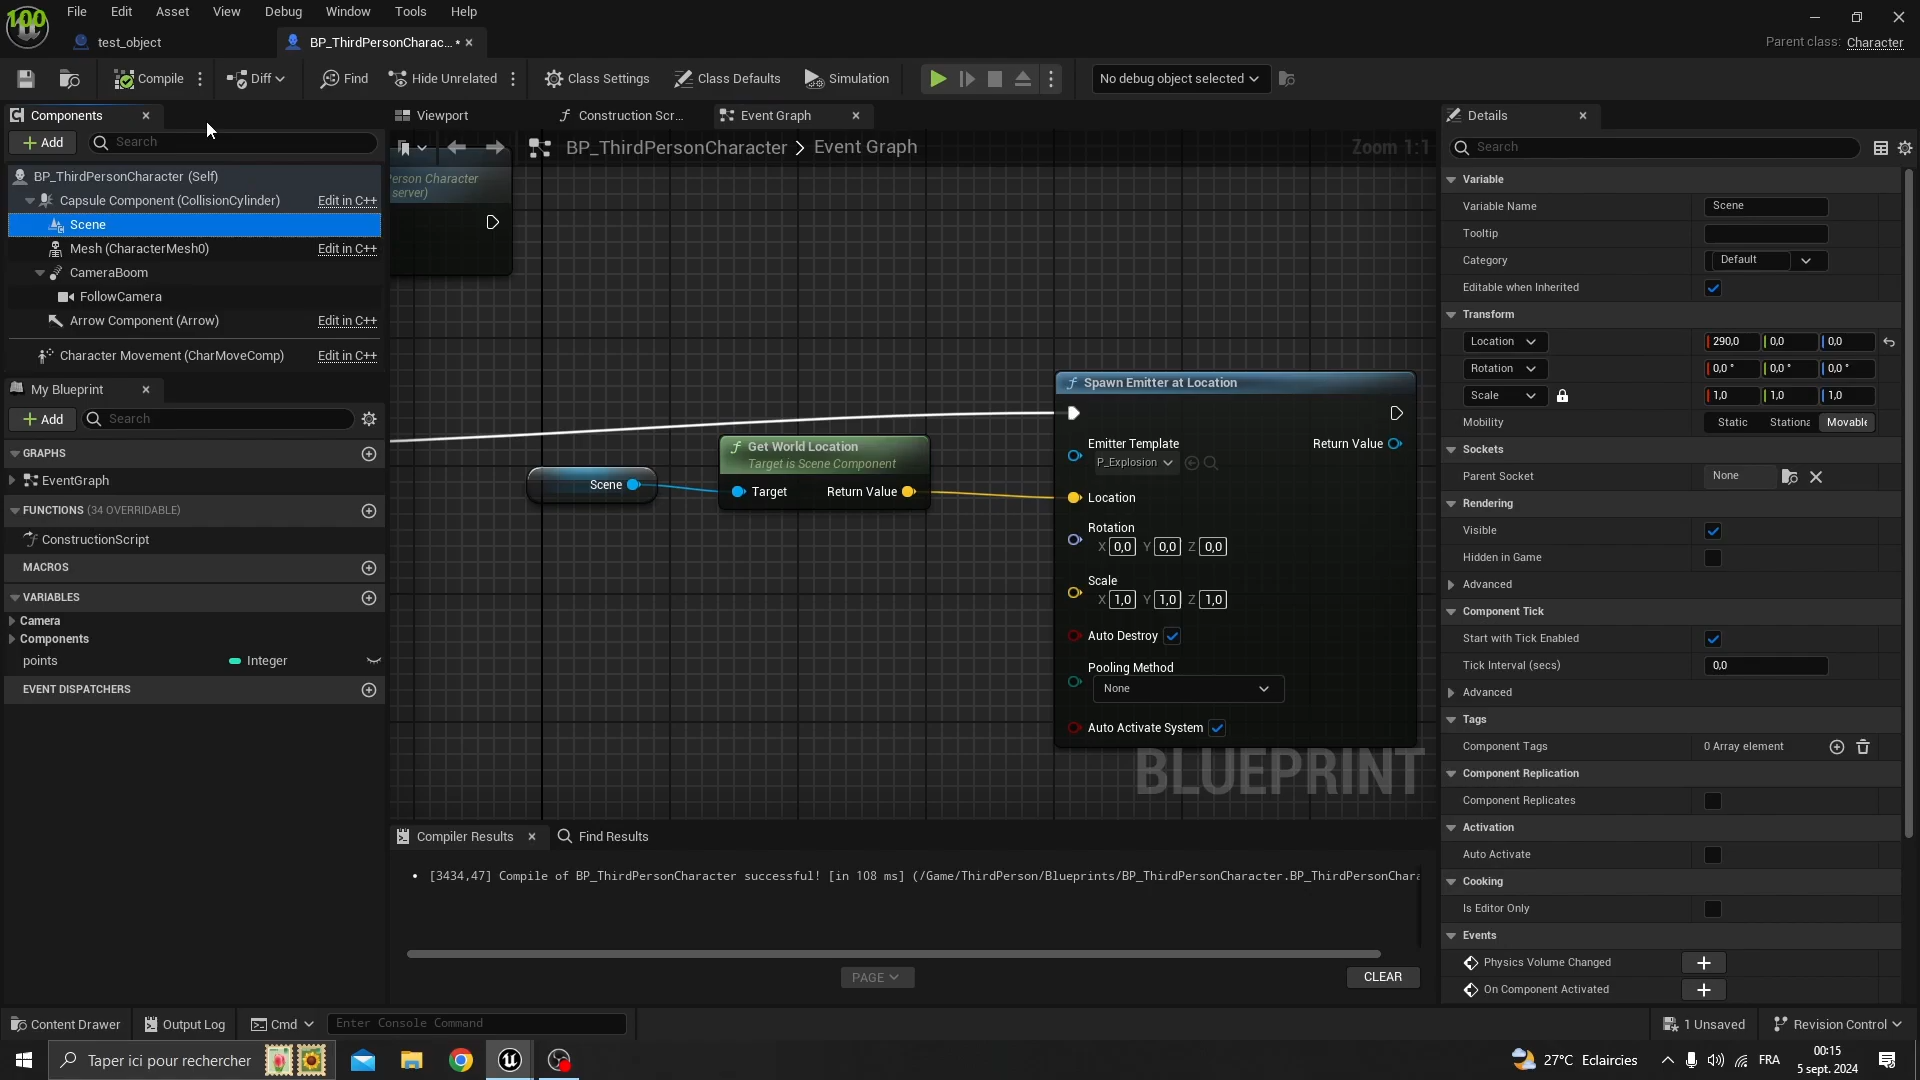 100
File Edit Asset View Debug Window Tools Help
test_object
BP_ThirdPersonCharac... •
Parent class: Character
Compile Diff Find Hide Unrelated Class Settings Class Defaults Simulation No debug object selected
Components
Add Search
BP_ThirdPersonCharacter (Self)
Capsule Component (CollisionCylinder) Edit in C++
Scene
Mesh (CharacterMesh0) Edit in C++
CameraBoom
FollowCamera
Arrow Component (Arrow) Edit in C++
Character Movement (CharMoveComp) Edit in C++
My Blueprint
Add Search
GRAPHS
EventGraph
FUNCTIONS (34 OVERRIDABLE)
ConstructionScript
MACROS
VARIABLES
Camera
Components
points Integer
EVENT DISPATCHERS
Viewport Construction Scr... Event Graph
BP_ThirdPersonCharacter > Event Graph Zoom 1:1
erson Character
server)
Scene
Get World Location
Target is Scene Component
Target Return Value
Spawn Emitter at Location
Emitter Template Return Value
P_Explosion
Location
Rotation
X 0,0 Y 0,0 Z 0,0
Scale
X 1,0 Y 1,0 Z 1,0
Auto Destroy
Pooling Method
None
Auto Activate System
BLUEPRINT
Compiler Results Find Results
• [3434,47] Compile of BP_ThirdPersonCharacter successful! [in 108 ms] (/Game/ThirdPerson/Blueprints/BP_ThirdPersonCharacter.BP_ThirdPersonChara
PAGE CLEAR
Details
Search
Variable
Variable Name Scene
Tooltip
Category Default
Editable when Inherited
Transform
Location 290,0 0,0 0,0
Rotation 0,0 ° 0,0 ° 0,0 °
Scale 1,0 1,0 1,0
Mobility Static Stationa Movable
Sockets
Parent Socket None
Rendering
Visible
Hidden in Game
Advanced
Component Tick
Start with Tick Enabled
Tick Interval (secs) 0,0
Advanced
Tags
Component Tags 0 Array element
Component Replication
Component Replicates
Activation
Auto Activate
Cooking
Is Editor Only
Events
Physics Volume Changed
On Component Activated
Content Drawer Output Log Cmd Enter Console Command 1 Unsaved Revision Control
Taper ici pour rechercher 27°C Eclaircies FRA
00:15
5 sept. 2024